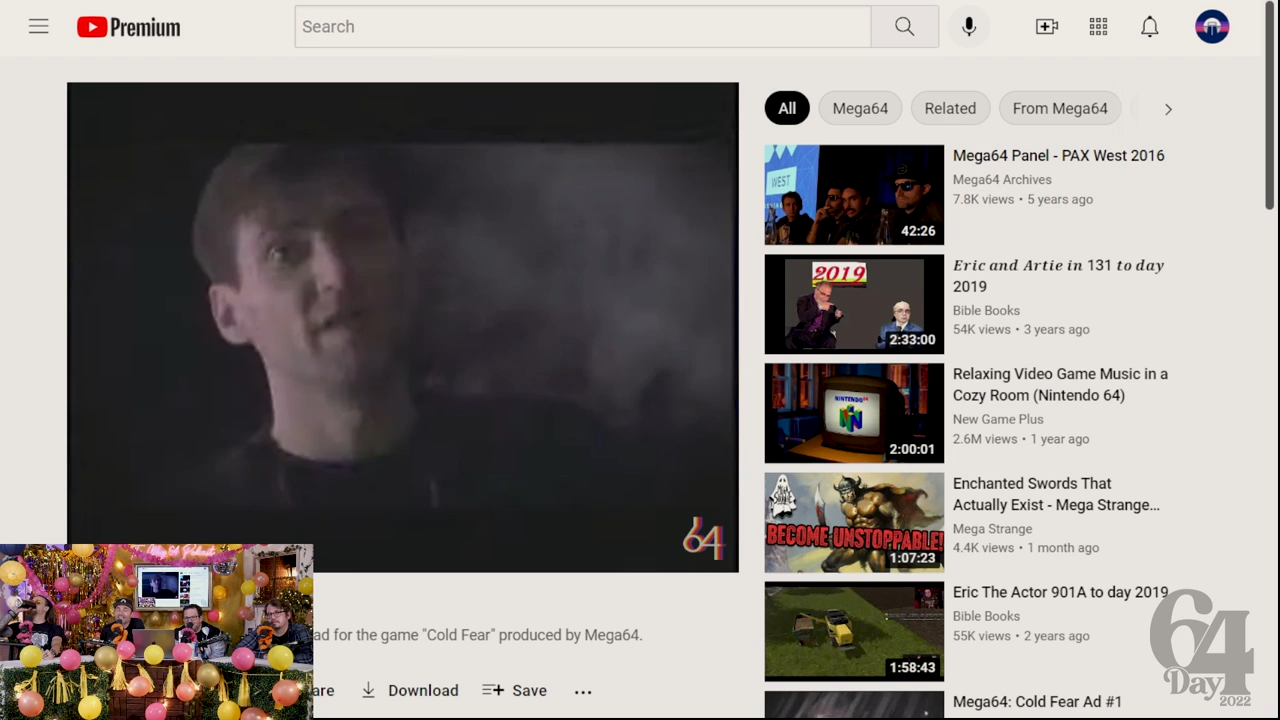 Premium
Search
All
Mega64
Related
From Mega64
WEST
42:26
Mega64 Panel - PAX West 2016
Mega64 Archives
7.8K views • 5 years ago
2019
2:33:00
Eric and Artie in 131 to day
2019
Bible Books
54K views • 3 years ago
NINTENDO
2:00:01
Relaxing Video Game Music in a
Cozy Room (Nintendo 64)
New Game Plus
2.6M views • 1 year ago
BECOME UNSTOPPABLE!
1:07:23
Enchanted Swords That
Actually Exist - Mega Strange...
Mega Strange
4.4K views • 1 month ago
1:58:43
Eric The Actor 901A to day 2019
Bible Books
55K views • 2 years ago
Mega64: Cold Fear Ad #1
64
ad for the game "Cold Fear" produced by Mega64.
are
Download
Save
64
Day
2022